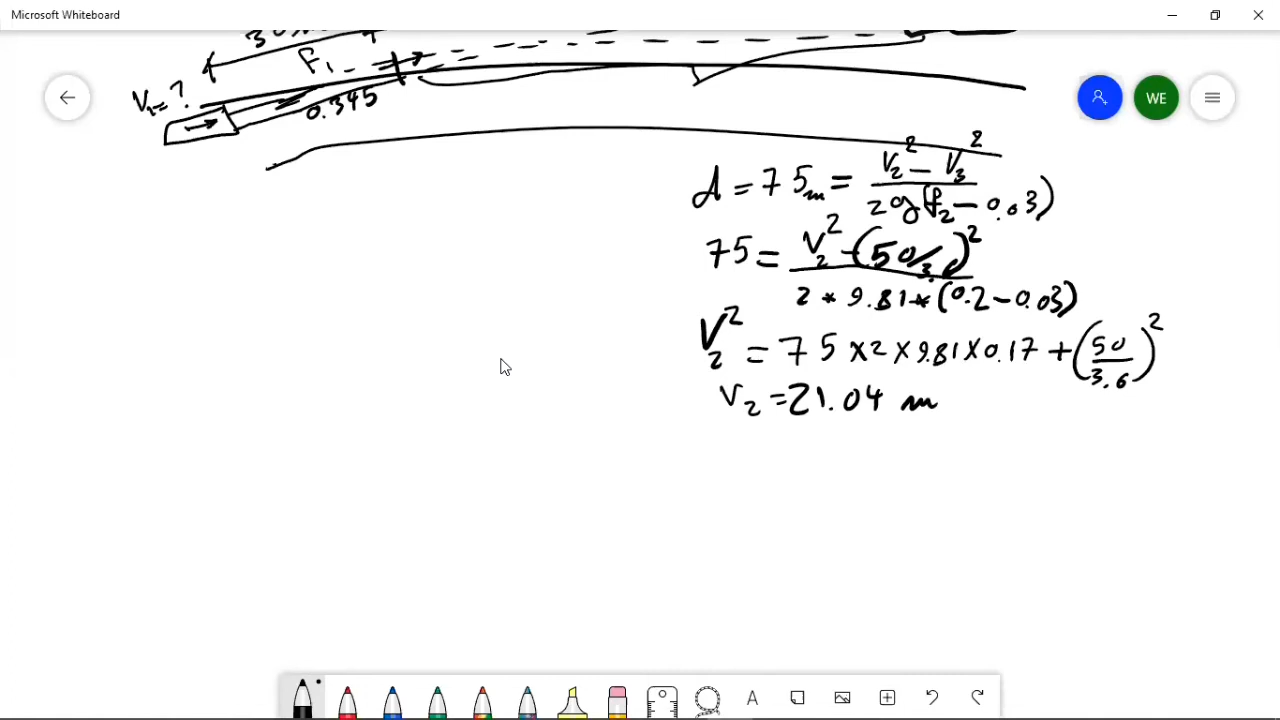 Microsoft Whiteboard
F₁
V₁=?
0.345
WE
d = 75m = (V₂² - V₃²) / (2g(f₂ - 0.03))
75 = (V₂² - (50/3.6)²) / (2 * 9.81 * (0.2 - 0.03))
V₂² = 75 × 2 × 9.81 × 0.17 + (50/3.6)²
V₂ = 21.04 m
A